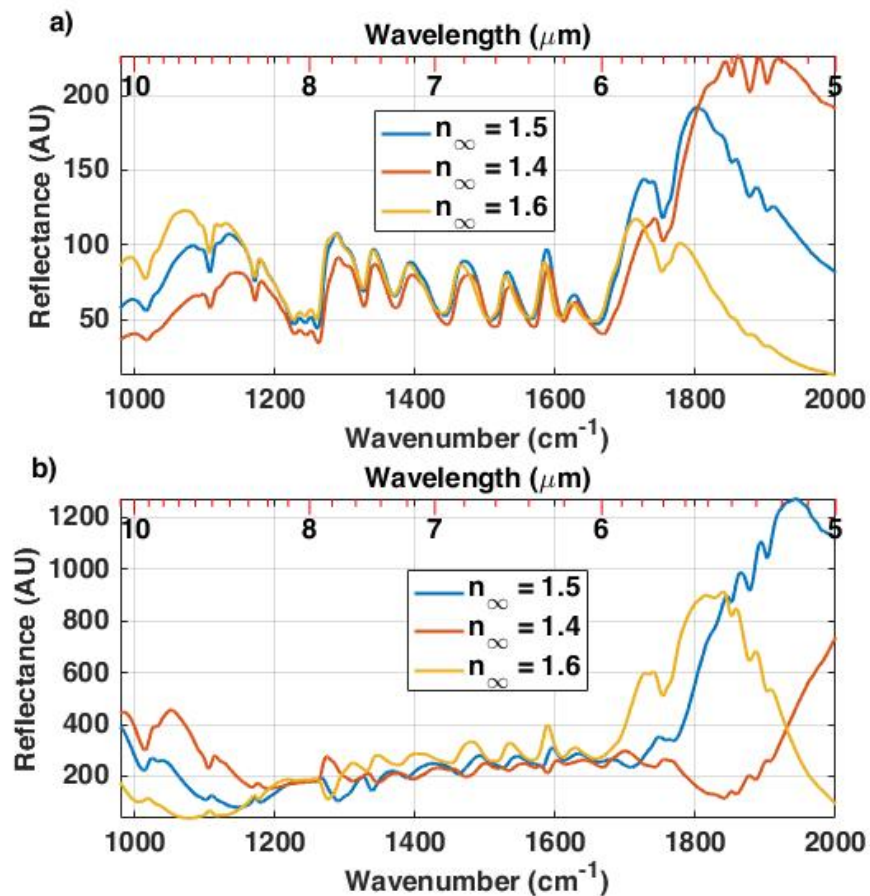 a)
Wavelength (μm)
10 8 7 6 5
200
150
100
50
Reflectance (AU)
n∞ = 1.5
n∞ = 1.4
n∞ = 1.6
1000 1200 1400 1600 1800 2000
Wavenumber (cm-1)
b)
Wavelength (μm)
10 8 7 6 5
1200
1000
800
600
400
200
Reflectance (AU)
n∞ = 1.5
n∞ = 1.4
n∞ = 1.6
1000 1200 1400 1600 1800 2000
Wavenumber (cm-1)